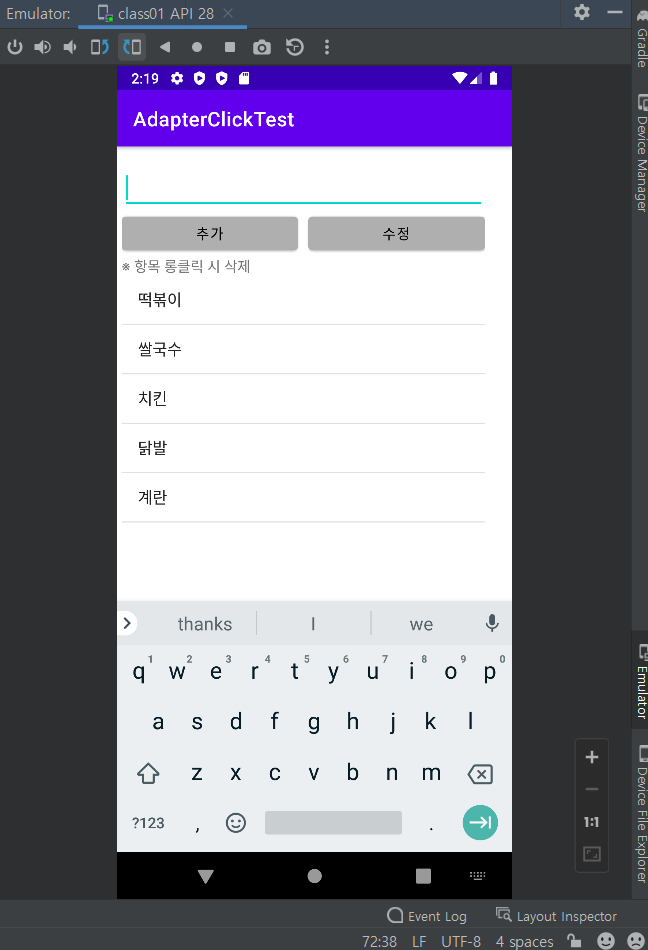 Emulator: class01 API 28
Gradle
Device Manager
2:19
AdapterClickTest
추가 수정
※ 항목 롱클릭 시 삭제
떡볶이
쌀국수
치킨
닭발
계란
thanks I we
q1 w2 e3 r4 t5 y6 u7 i8 o9 p0
a s d f g h j k l
z x c v b n m
?123 , .
1:1
Emulator
Device File Explorer
Event Log Layout Inspector
72:38 LF UTF-8 4 spaces